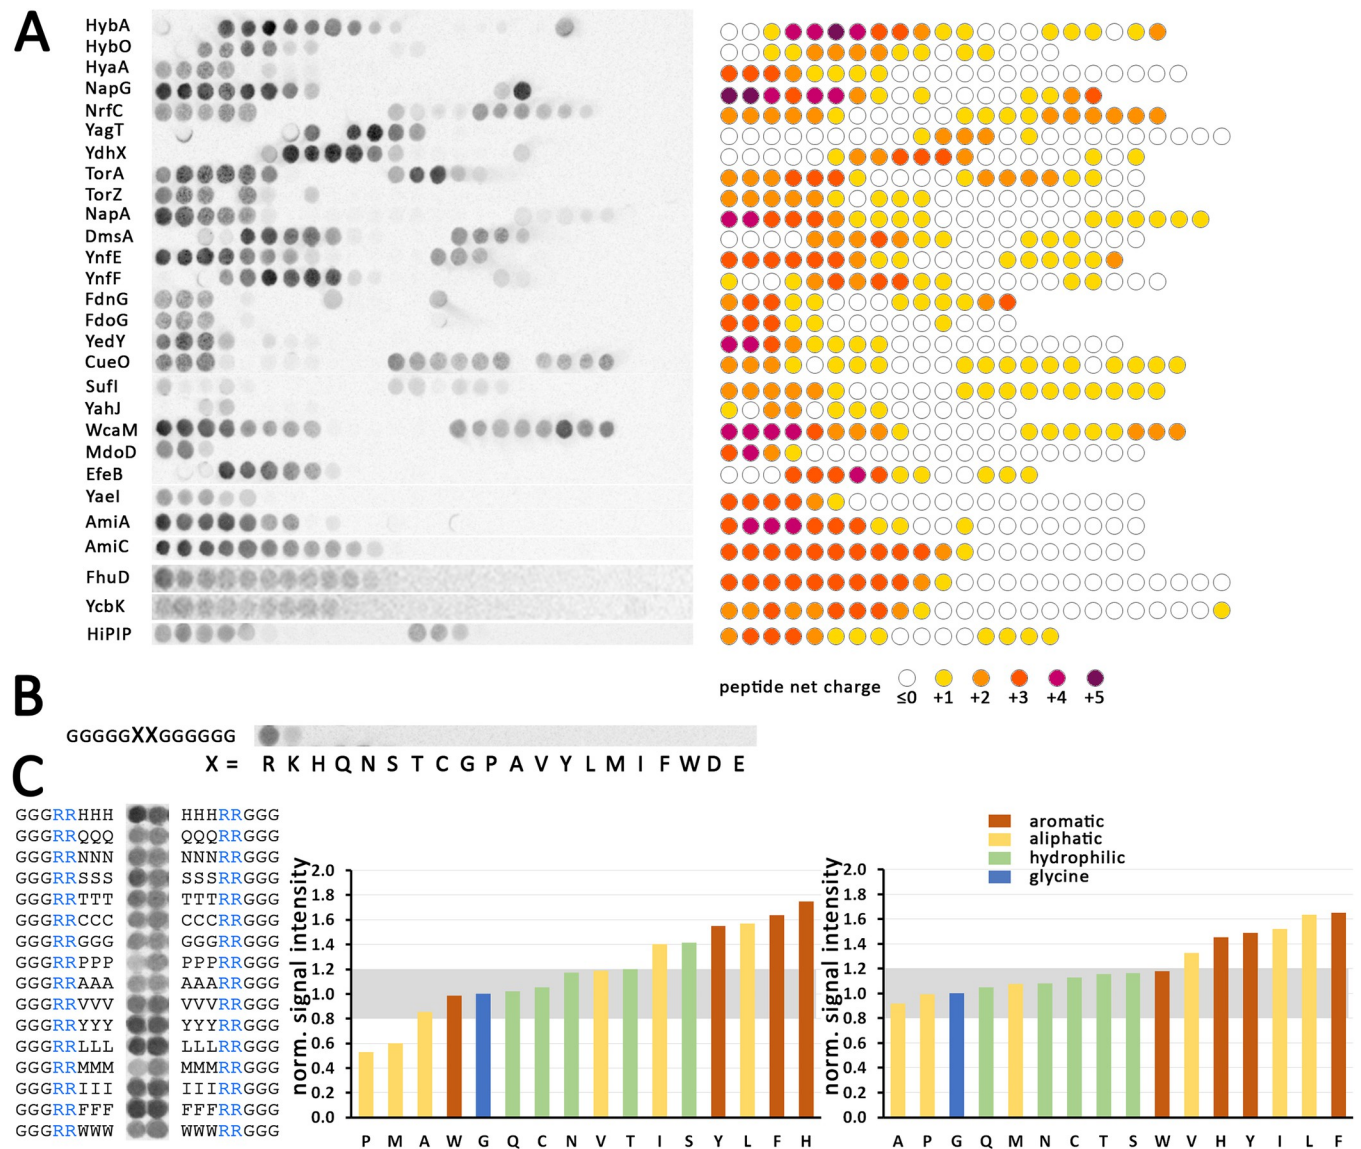 A
HybA
HybO
HyaA
NapG
NrfC
YagT
YdhX
TorA
TorZ
NapA
DmsA
YnfE
YnfF
FdnG
FdoG
YedY
CueO
SufI
YahJ
WcaM
MdoD
EfeB
YaeI
AmiA
AmiC
FhuD
YcbK
HiPIP
peptide net charge
≤0 +1 +2 +3 +4 +5
B
GGGGGXXGGGGGG
X = R K H Q N S T C G P A V Y L M I F W D E
C
GGGRRHHH HHHRRGGG
GGGRRQQQ QQQRRGGG
GGGRRNNN NNNRRGGG
GGGRRSSS SSSRRGGG
GGGRRTTT TTTRRGGG
GGGRRCCC CCCRRGGG
GGGRRGGG GGGRRGGG
GGGRRPPP PPPRRGGG
GGGRRAAA AAARRGGG
GGGRRVVV VVVRRGGG
GGGRRYYY YYYRRGGG
GGGRRLLL LLLRRGGG
GGGRRMMM MMMRRGGG
GGGRRIII IIIRRGGG
GGGRRFFF FFFRRGGG
GGGRRWWW WWWRRGGG
norm. signal intensity
2.0
1.8
1.6
1.4
1.2
1.0
0.8
0.6
0.4
0.2
0.0
P M A W G Q C N V T I S Y L F H
aromatic
aliphatic
hydrophilic
glycine
norm. signal intensity
2.0
1.8
1.6
1.4
1.2
1.0
0.8
0.6
0.4
0.2
0.0
A P G Q M N C T S W V H Y I L F